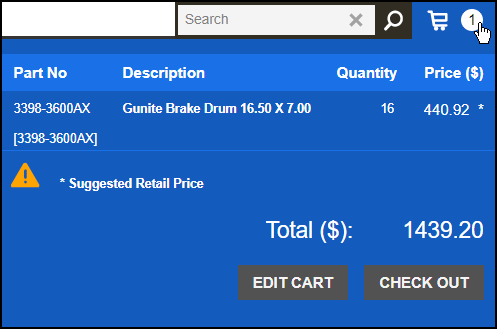 Search
1
Part No Description Quantity Price ($)
3398-3600AX Gunite Brake Drum 16.50 X 7.00 16 440.92 *
[3398-3600AX]
* Suggested Retail Price
Total ($): 1439.20
EDIT CART CHECK OUT